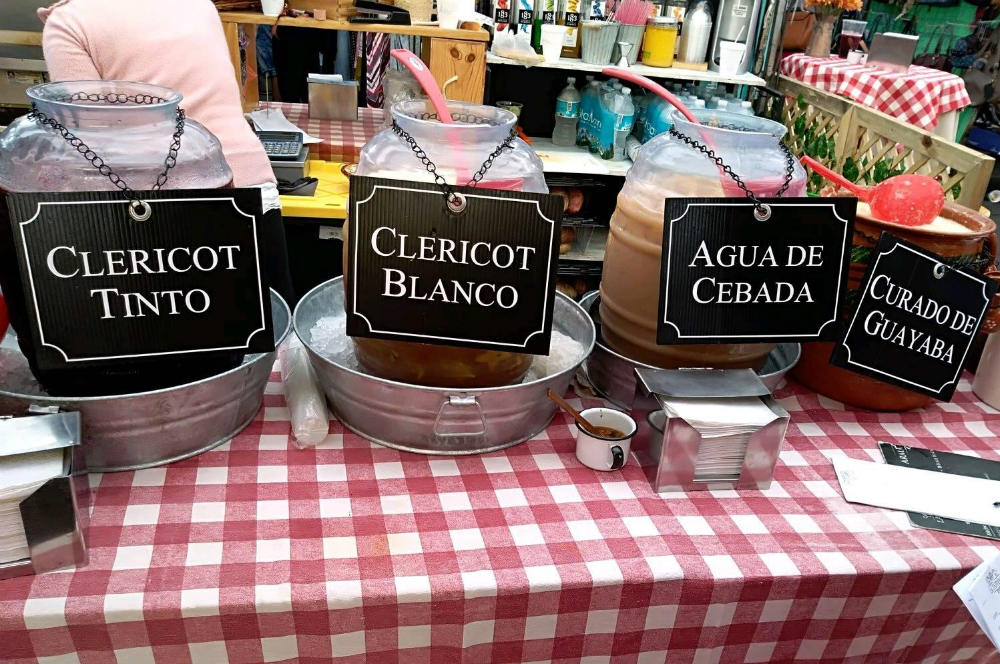 CLERICOT
TINTO
CLERICOT
BLANCO
AGUA DE
CEBADA
CURADO DE
GUAYABA